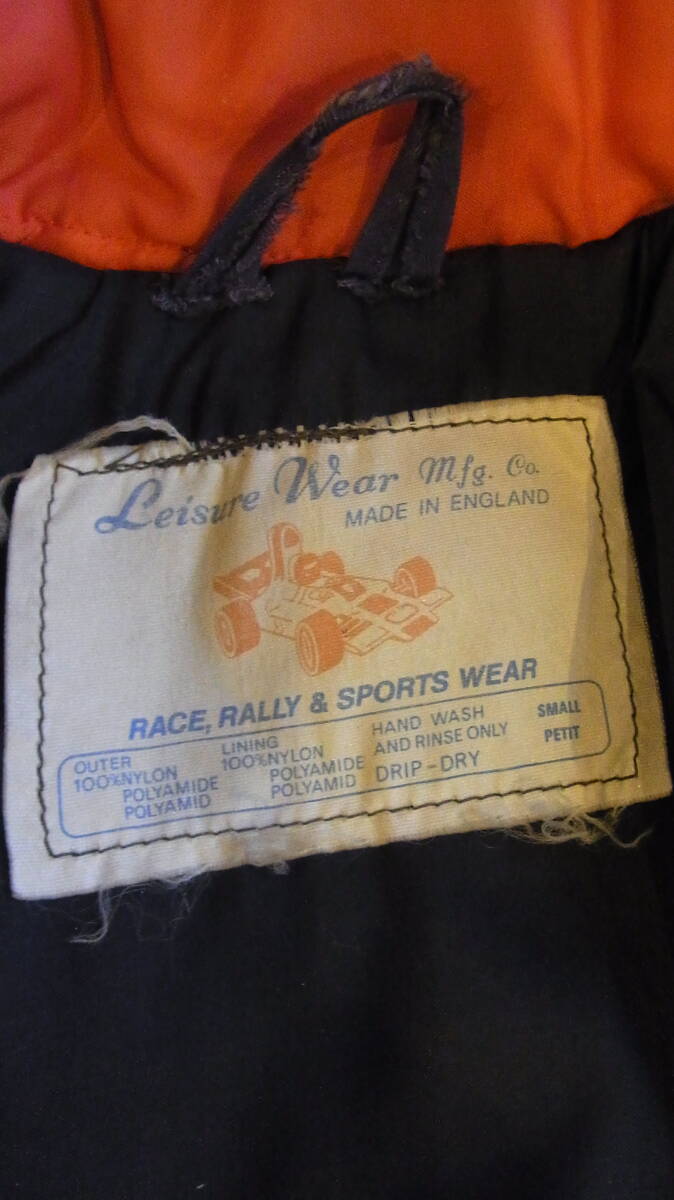 Leisure Wear Mfg. Co.
MADE IN ENGLAND
RACE, RALLY & SPORTS WEAR
OUTER
100%NYLON
POLYAMIDE
POLYAMID
LINING
100%NYLON
POLYAMIDE
POLYAMID
HAND WASH
AND RINSE ONLY
DRIP-DRY
SMALL
PETIT